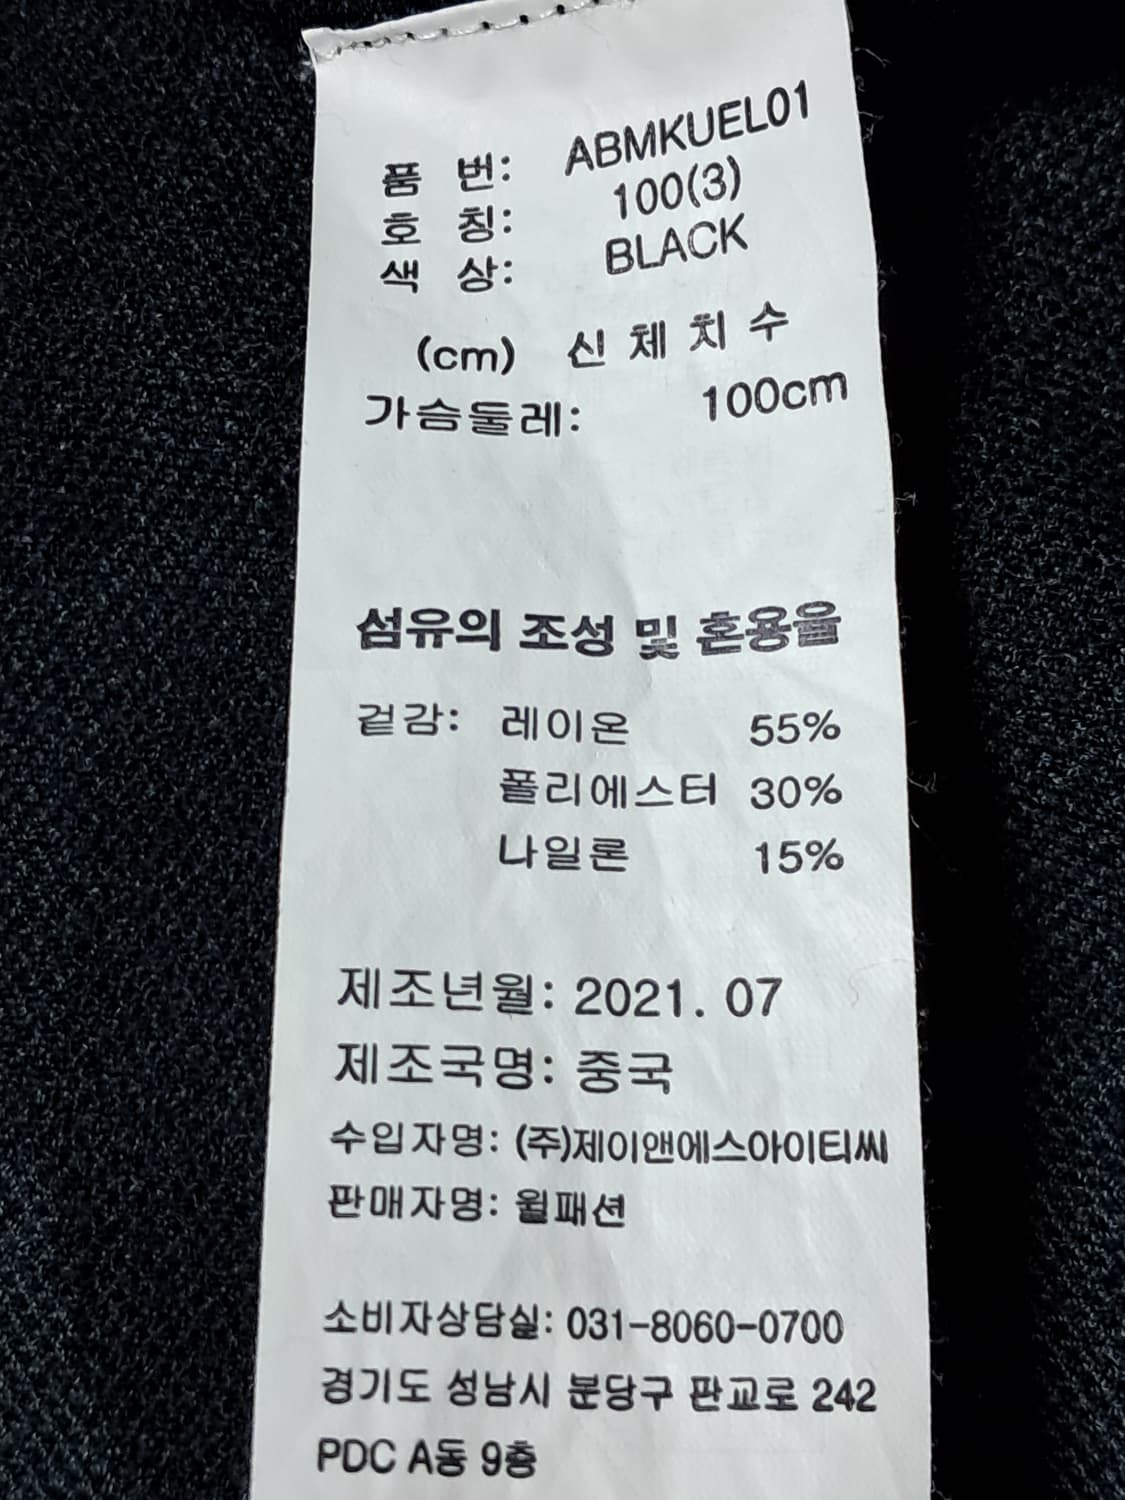 품 번: ABMKUEL01
호 칭: 100(3)
색 상: BLACK
(cm) 신체치수
가슴둘레: 100cm
섬유의 조성 및 혼용율
겉감: 레이온 55%
폴리에스터 30%
나일론 15%
제조년월: 2021. 07
제조국명: 중국
수입자명: (주)제이앤에스아이티씨
판매자명: 윌패션
소비자상담실: 031-8060-0700
경기도 성남시 분당구 판교로 242
PDC A동 9층